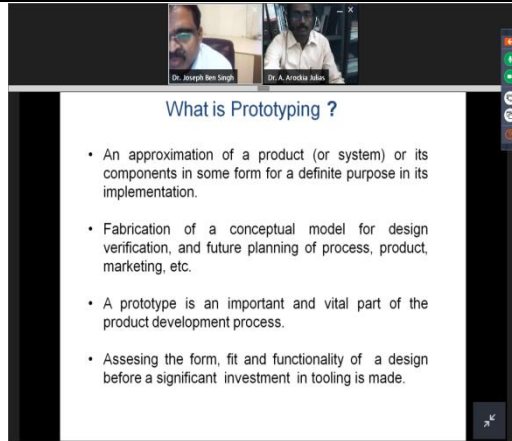 Dr. Joseph Ben Singh
Dr. A. Arockia Julias
What is Prototyping ?
• An approximation of a product (or system) or its
components in some form for a definite purpose in its
implementation.
• Fabrication of a conceptual model for design
verification, and future planning of process, product,
marketing, etc.
• A prototype is an important and vital part of the
product development process.
• Assesing the form, fit and functionality of a design
before a significant investment in tooling is made.